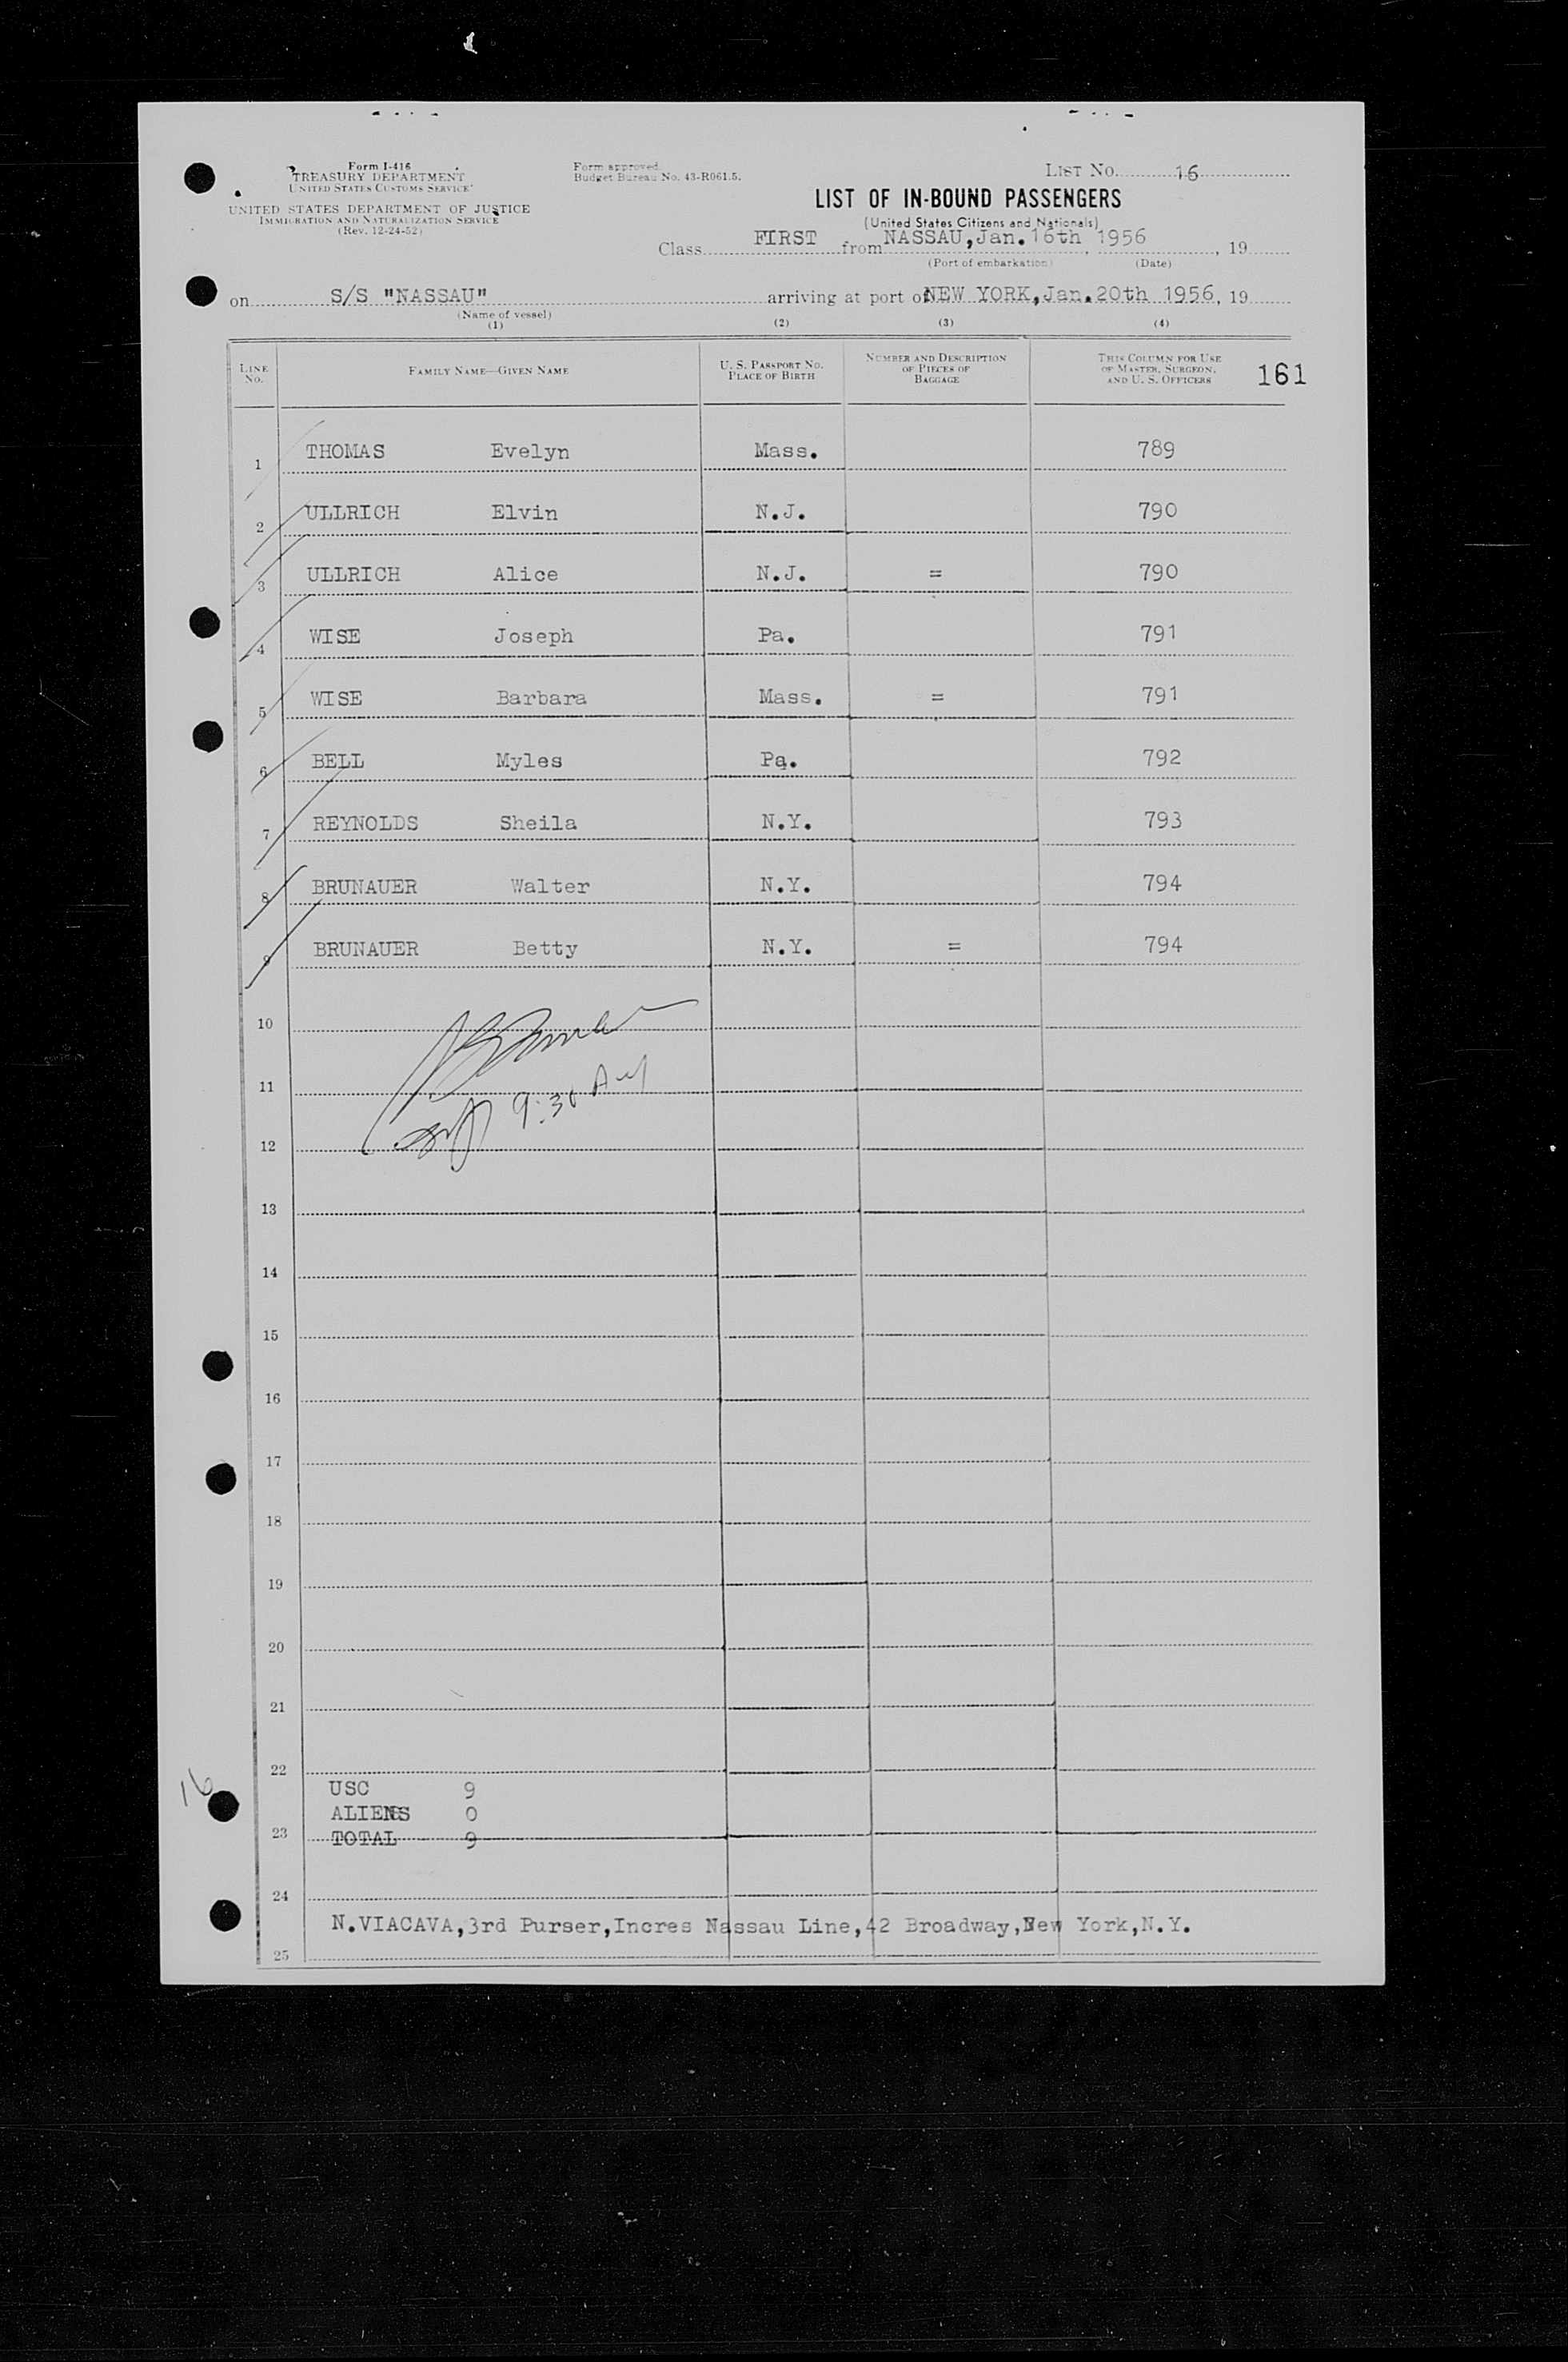 Form I-416
TREASURY DEPARTMENT
UNITED STATES CUSTOMS SERVICE
UNITED STATES DEPARTMENT OF JUSTICE
IMMIGRATION AND NATURALIZATION SERVICE
(Rev. 12-24-52)
Form approved.
Budget Bureau No. 43-R061.5.
LIST No. 16
LIST OF IN-BOUND PASSENGERS
(United States Citizens and Nationals)
Class FIRST from NASSAU, Jan. 16th 1956, 19
(Port of embarkation) (Date)
on S/S "NASSAU" arriving at port of NEW YORK, Jan. 20th 1956, 19
(Name of vessel)
(1) (2) (3) (4)
LINE No. FAMILY NAME—GIVEN NAME U. S. PASSPORT NO. PLACE OF BIRTH NUMBER AND DESCRIPTION OF PIECES OF BAGGAGE THIS COLUMN FOR USE OF MASTER, SURGEON, AND U. S. OFFICERS 161
1 THOMAS Evelyn Mass. 789
2 ULLRICH Elvin N.J. 790
3 ULLRICH Alice N.J. = 790
4 WISE Joseph Pa. 791
5 WISE Barbara Mass. = 791
6 BELL Myles Pa. 792
7 REYNOLDS Sheila N.Y. 793
8 BRUNAUER Walter N.Y. 794
9 BRUNAUER Betty N.Y. = 794
10
11
9:30 AM
12
13
14
15
16
17
18
19
20
21
22
16
USC 9
ALIENS 0
23 TOTAL 9
24
N.VIACAVA,3rd Purser,Incres Nassau Line,42 Broadway,New York,N.Y.
25